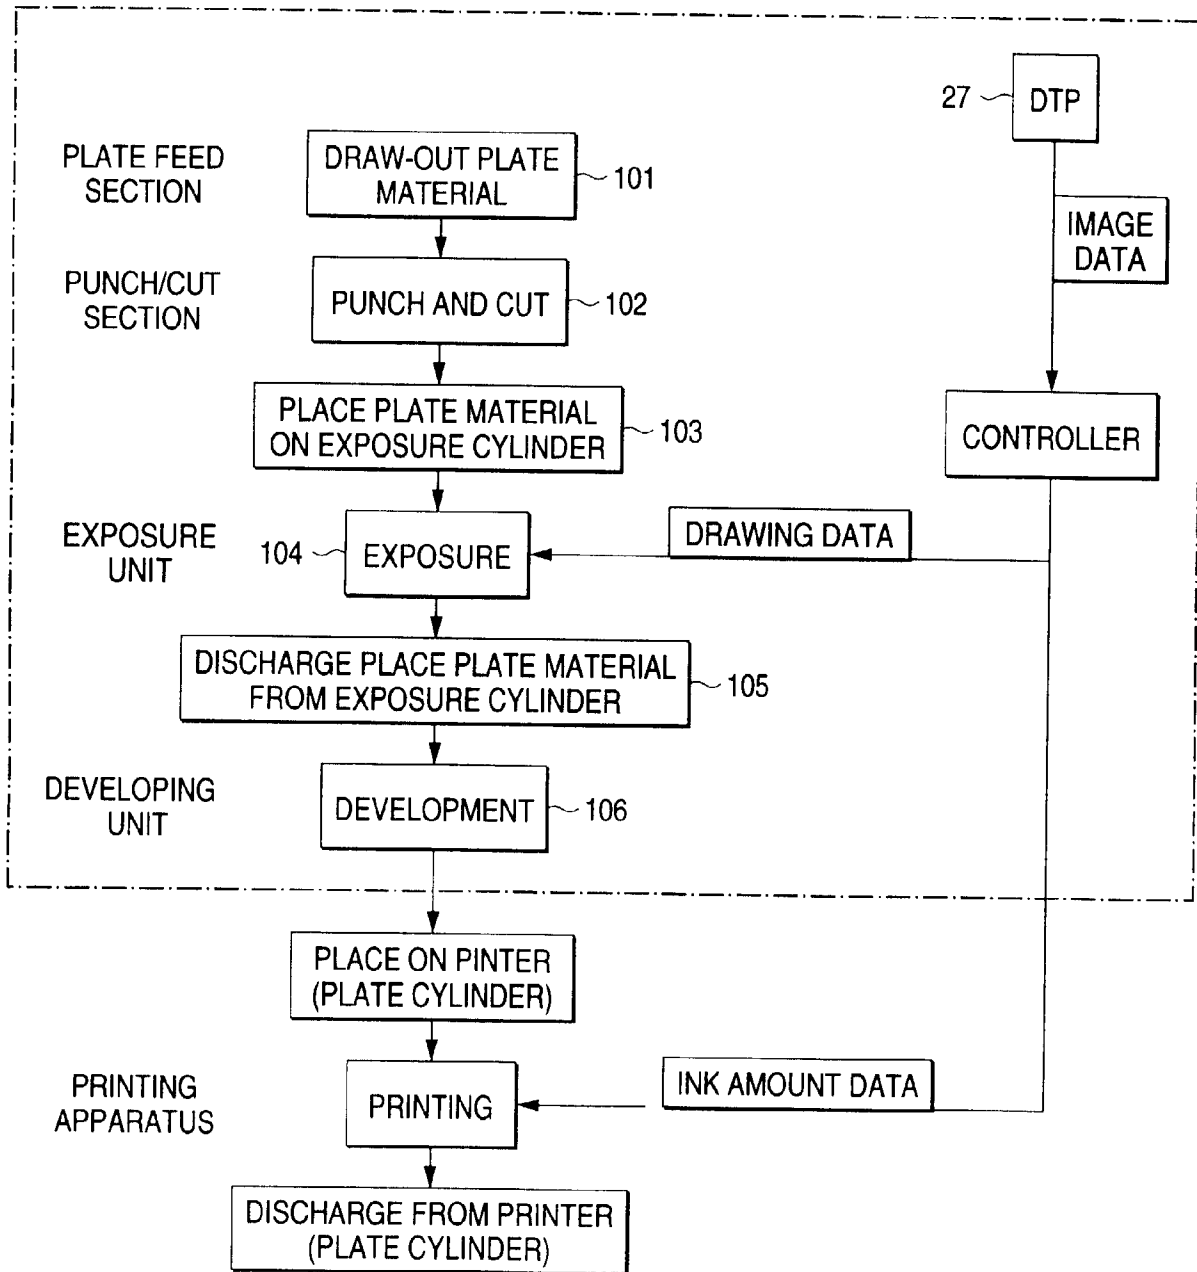 27
DTP
PLATE FEED
SECTION
DRAW-OUT PLATE
MATERIAL
101
IMAGE
DATA
PUNCH/CUT
SECTION
PUNCH AND CUT
102
PLACE PLATE MATERIAL
ON EXPOSURE CYLINDER
103
CONTROLLER
EXPOSURE
UNIT
104
EXPOSURE
DRAWING DATA
DISCHARGE PLACE PLATE MATERIAL
FROM EXPOSURE CYLINDER
105
DEVELOPING
UNIT
DEVELOPMENT
106
PLACE ON PINTER
(PLATE CYLINDER)
PRINTING
APPARATUS
PRINTING
INK AMOUNT DATA
DISCHARGE FROM PRINTER
(PLATE CYLINDER)